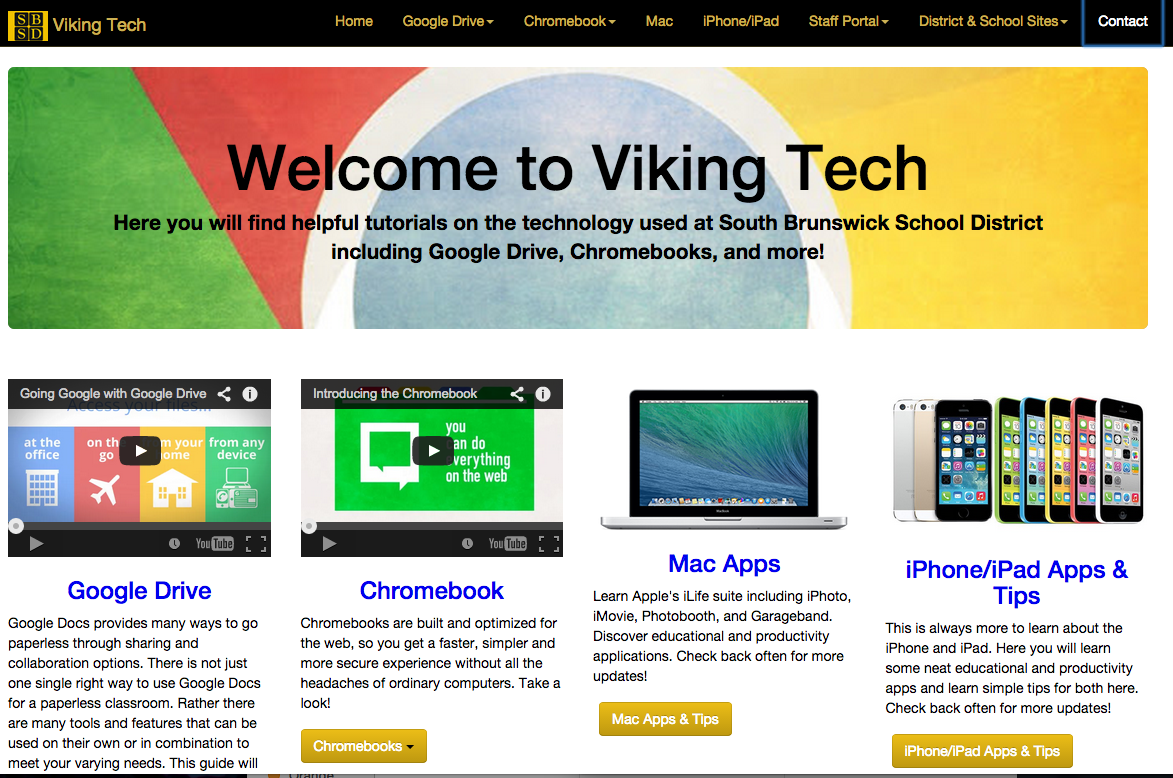 SB
SD
Viking Tech
Home
Google Drive
Chromebook
Mac
iPhone/iPad
Staff Portal
District & School Sites
Contact
Welcome to Viking Tech
Here you will find helpful tutorials on the technology used at South Brunswick School District
including Google Drive, Chromebooks, and more!
Going Google with Google Drive
Access your files...
at the
office
on the
go
from your
home
from any
device
YouTube
Google Drive
Google Docs provides many ways to go
paperless through sharing and
collaboration options. There is not just
one single right way to use Google Docs
for a paperless classroom. Rather there
are many tools and features that can be
used on their own or in combination to
meet your varying needs. This guide will
Introducing the Chromebook
you
can do
everything
on the web
YouTube
Chromebook
Chromebooks are built and optimized for
the web, so you get a faster, simpler and
more secure experience without all the
headaches of ordinary computers. Take a
look!
Chromebooks
Mac Apps
Learn Apple's iLife suite including iPhoto,
iMovie, Photobooth, and Garageband.
Discover educational and productivity
applications. Check back often for more
updates!
Mac Apps & Tips
iPhone/iPad Apps &
Tips
This is always more to learn about the
iPhone and iPad. Here you will learn
some neat educational and productivity
apps and learn simple tips for both here.
Check back often for more updates!
iPhone/iPad Apps & Tips
Orange